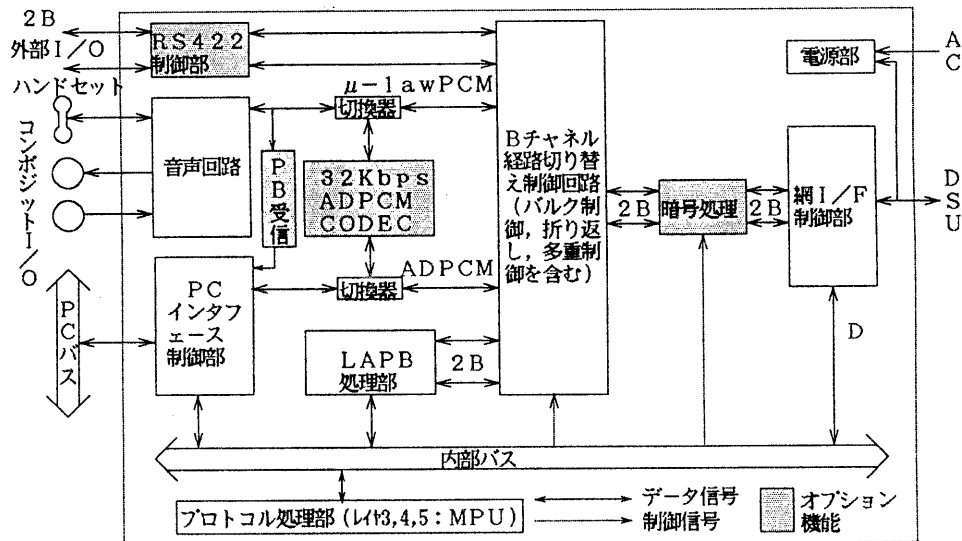 2B
外部I/O
ハンドセット
コンポジットI/O
PCバス
RS422
制御部
音声回路
PB受信
μ-lawPCM
切換器
32Kbps
ADPCM
CODEC
ADPCM
切換器
PC
インタフ
ェース
制御部
LAPB
処理部
2B
Bチャネル
経路切り替
え制御回路
(バルク制
御,折り返
し,多重制
御を含む)
2B
暗号処理
2B
電源部
AC
網I/F
制御部
DSU
D
内部バス
プロトコル処理部(レイヤ3,4,5:MPU)
データ信号
制御信号
オプション
機能